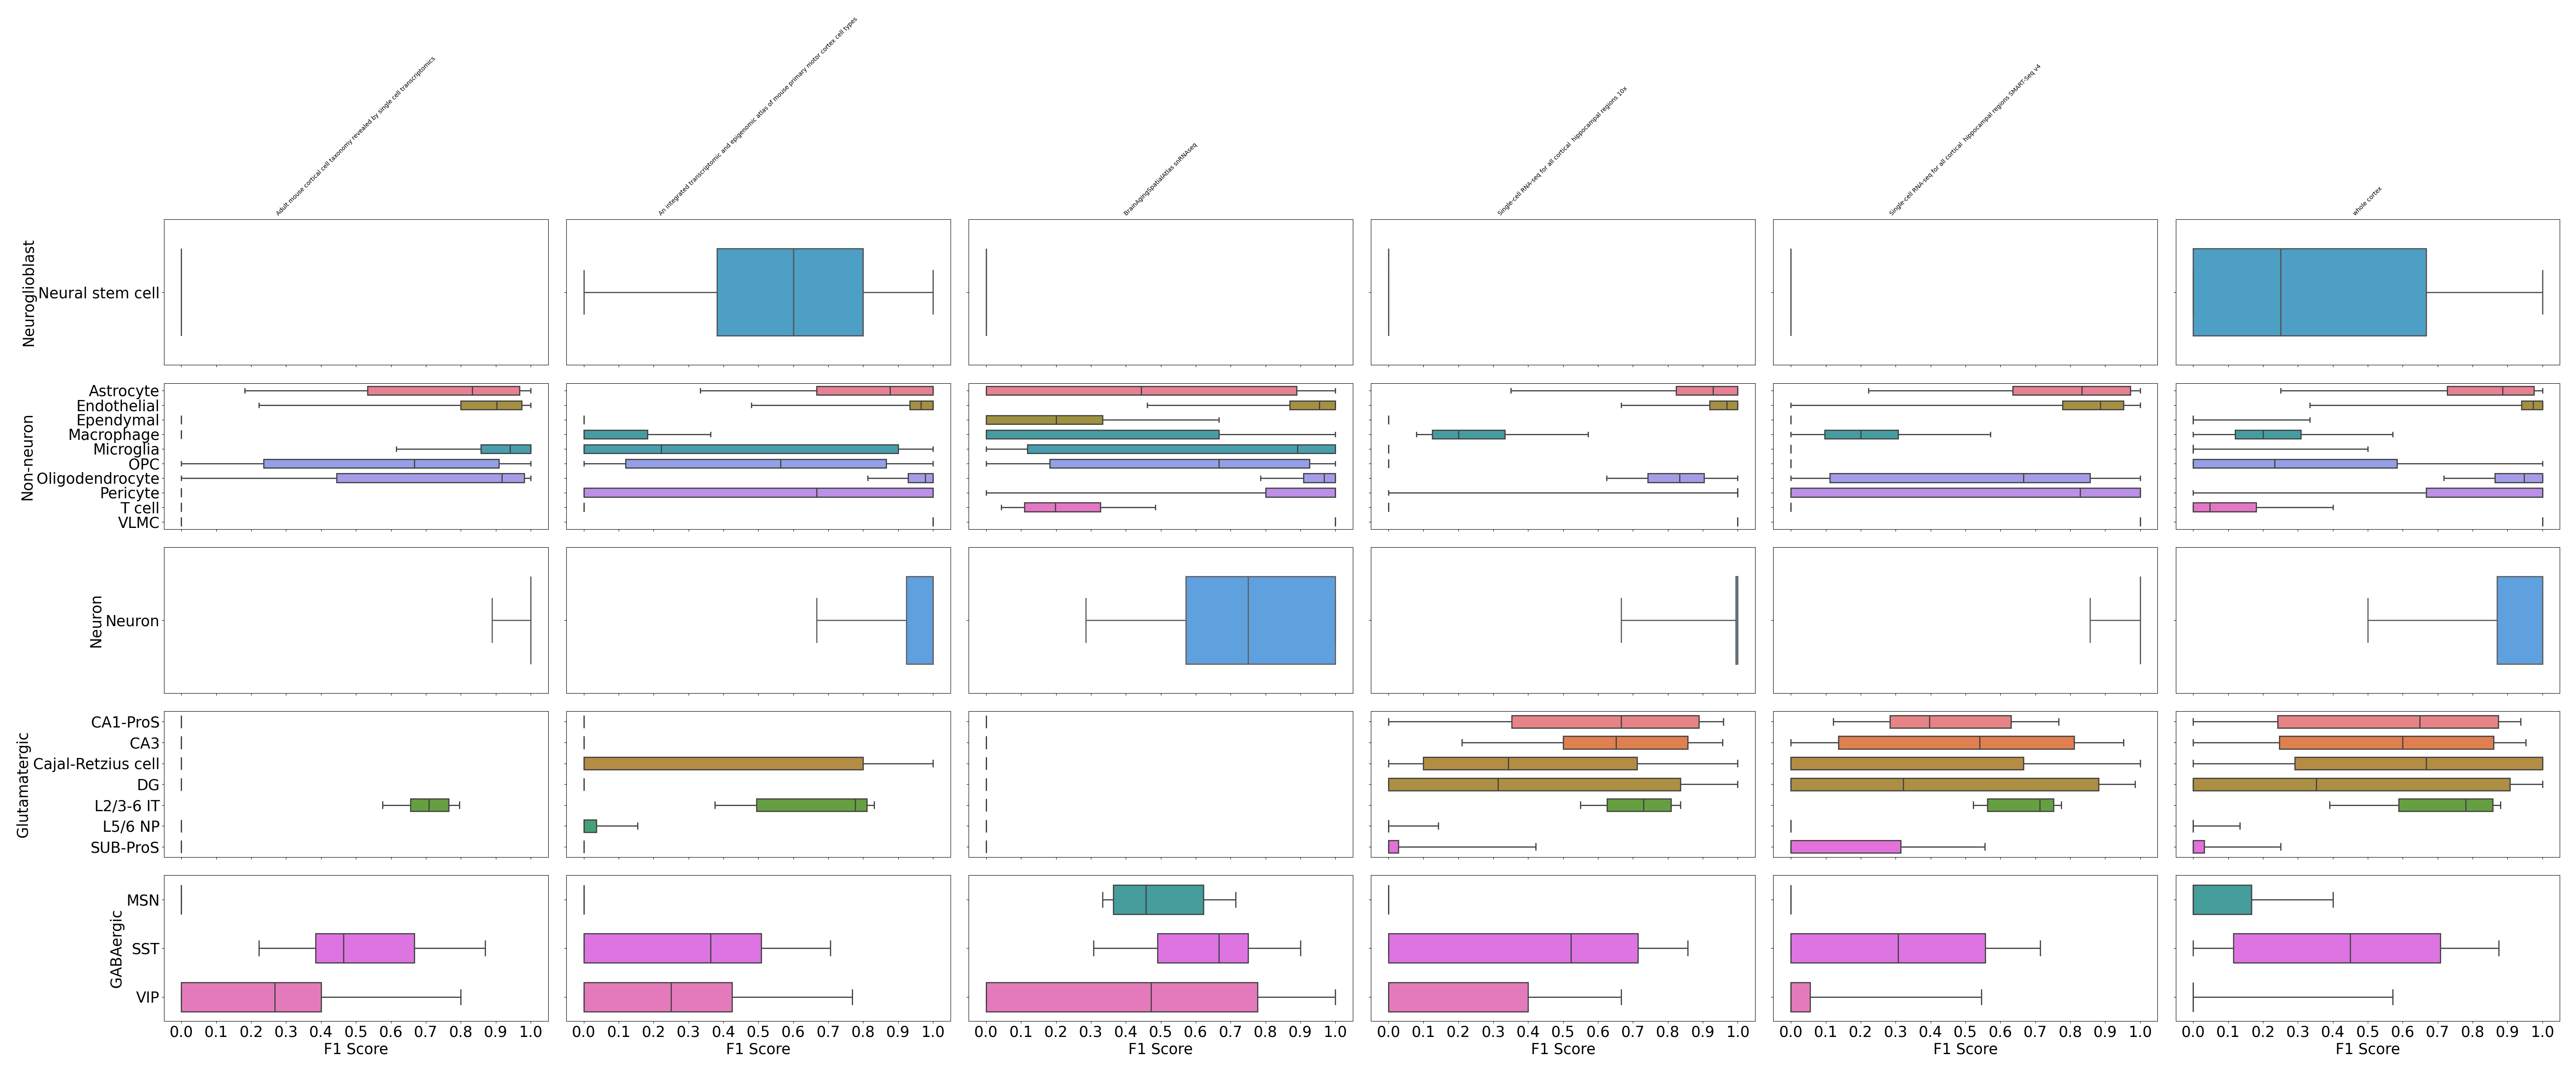 Adult mouse cortical cell taxonomy revealed by single cell transcriptomics
An integrated transcriptomic and epigenomic atlas of mouse primary motor cortex cell types
BrainAgingSpatialAtlas snRNAseq
Single-cell RNA-seq for all cortical  hippocampal regions 10x
Single-cell RNA-seq for all cortical  hippocampal regions SMART-Seq v4
whole cortex
Neuroglioblast
Neural stem cell
Non-neuron
Astrocyte
Endothelial
Ependymal
Macrophage
Microglia
OPC
Oligodendrocyte
Pericyte
T cell
VLMC
Neuron
Neuron
Glutamatergic
CA1-ProS
CA3
Cajal-Retzius cell
DG
L2/3-6 IT
L5/6 NP
SUB-ProS
GABAergic
MSN
SST
VIP
0.0 0.1 0.2 0.3 0.4 0.5 0.6 0.7 0.8 0.9 1.0
F1 Score
0.0 0.1 0.2 0.3 0.4 0.5 0.6 0.7 0.8 0.9 1.0
F1 Score
0.0 0.1 0.2 0.3 0.4 0.5 0.6 0.7 0.8 0.9 1.0
F1 Score
0.0 0.1 0.2 0.3 0.4 0.5 0.6 0.7 0.8 0.9 1.0
F1 Score
0.0 0.1 0.2 0.3 0.4 0.5 0.6 0.7 0.8 0.9 1.0
F1 Score
0.0 0.1 0.2 0.3 0.4 0.5 0.6 0.7 0.8 0.9 1.0
F1 Score